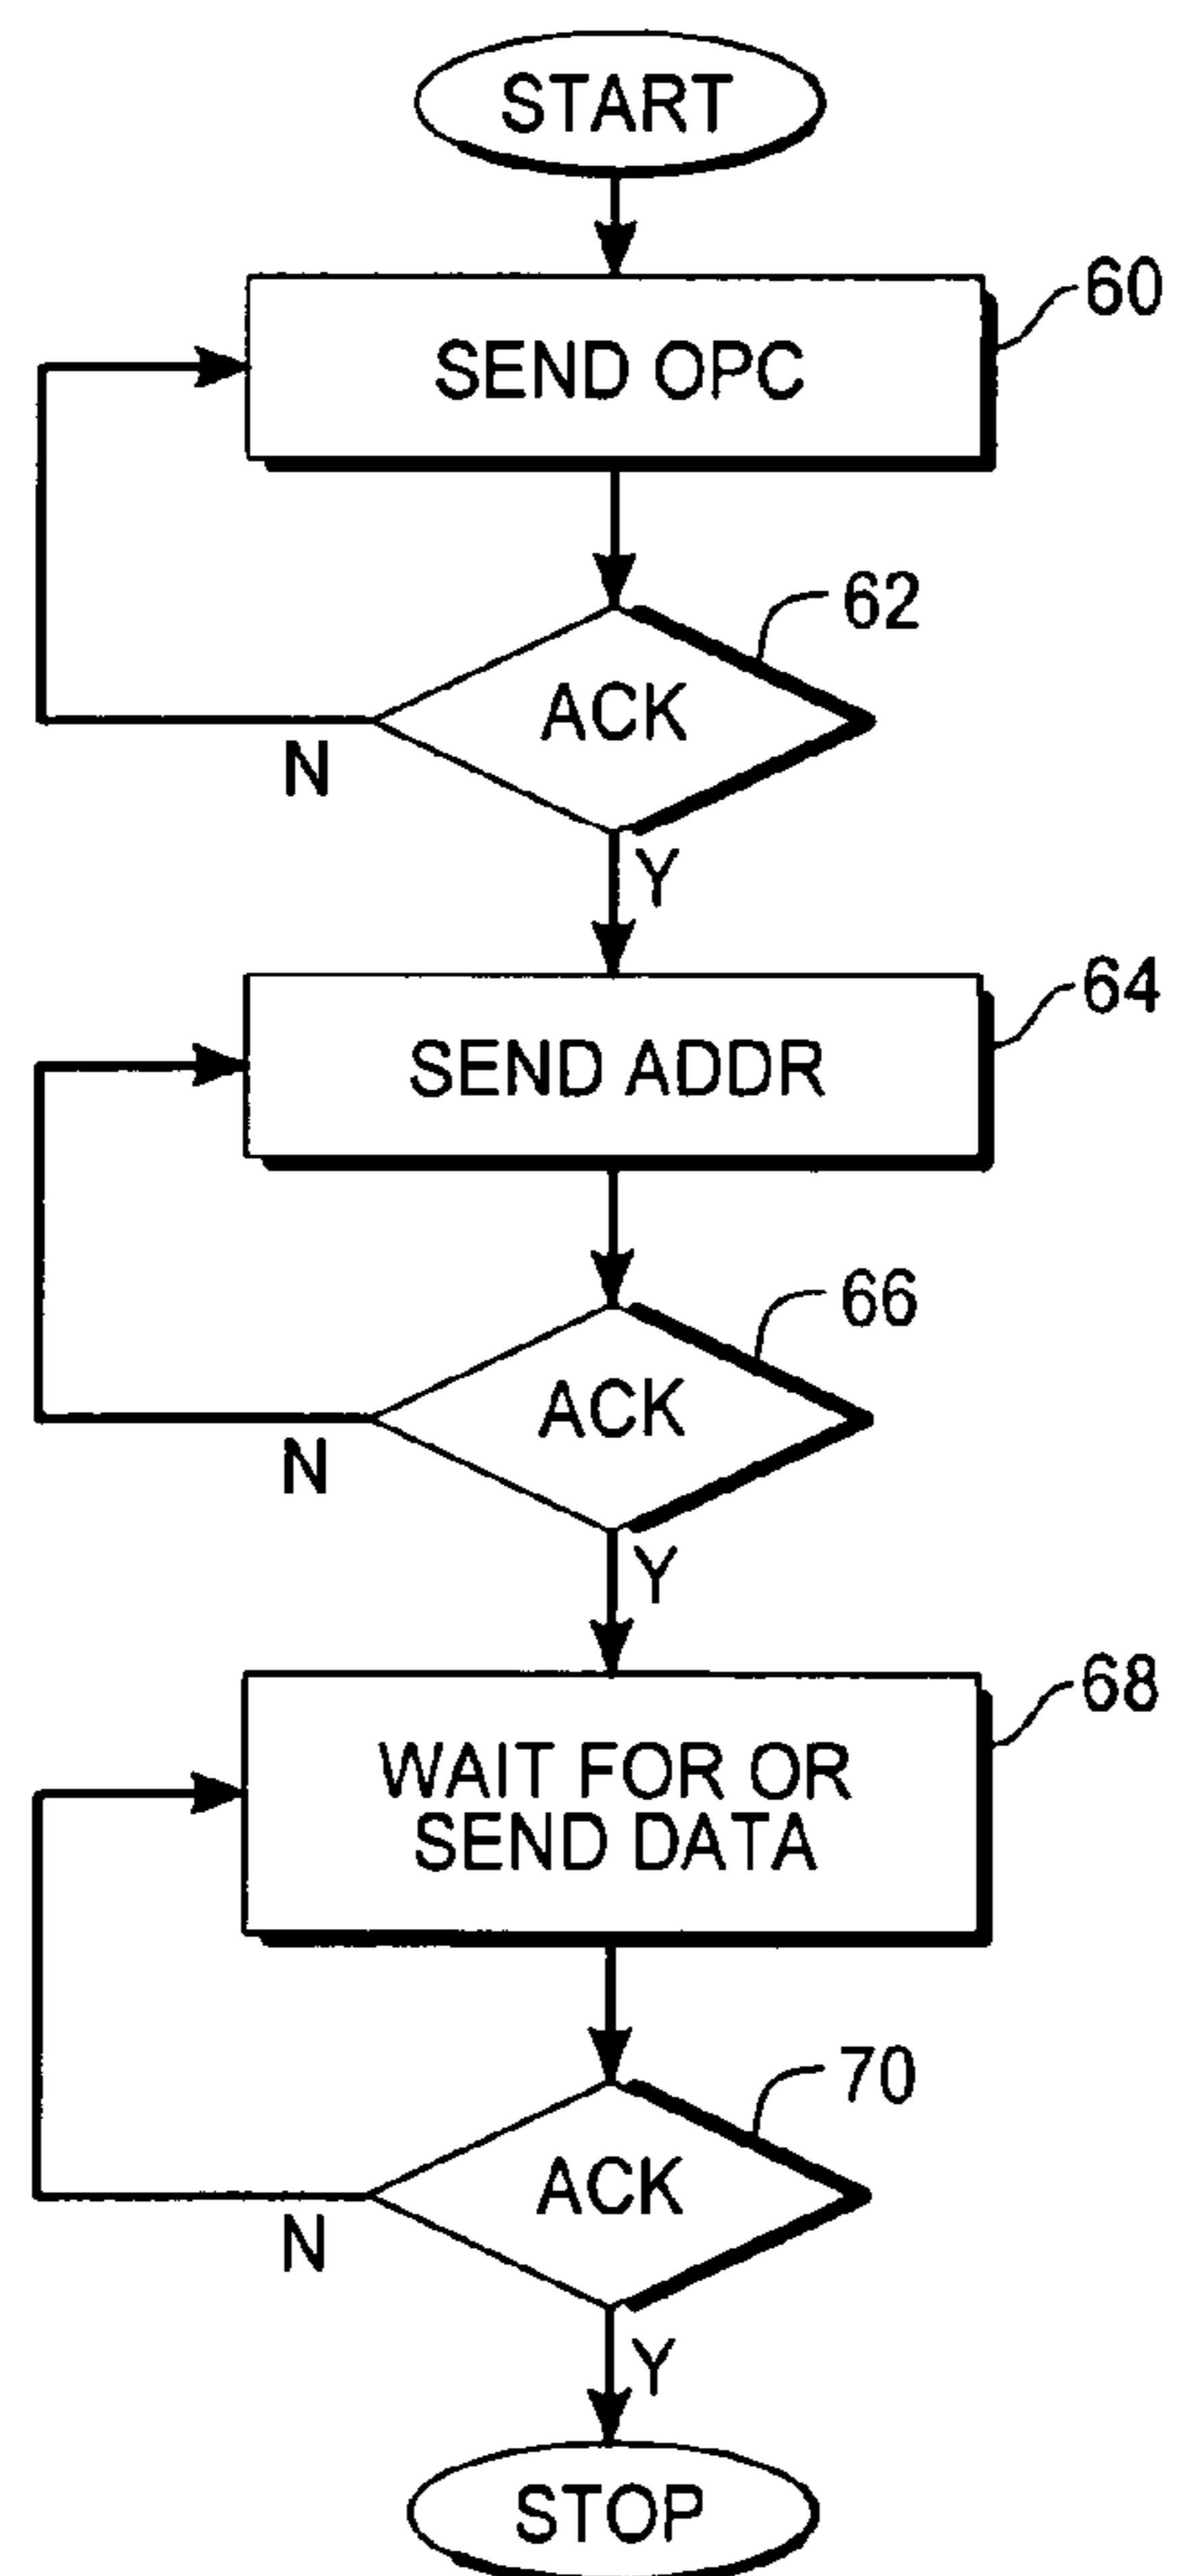 START
60
SEND OPC
62
ACK
N
Y
64
SEND ADDR
66
ACK
N
Y
68
WAIT FOR OR
SEND DATA
70
ACK
N
Y
STOP